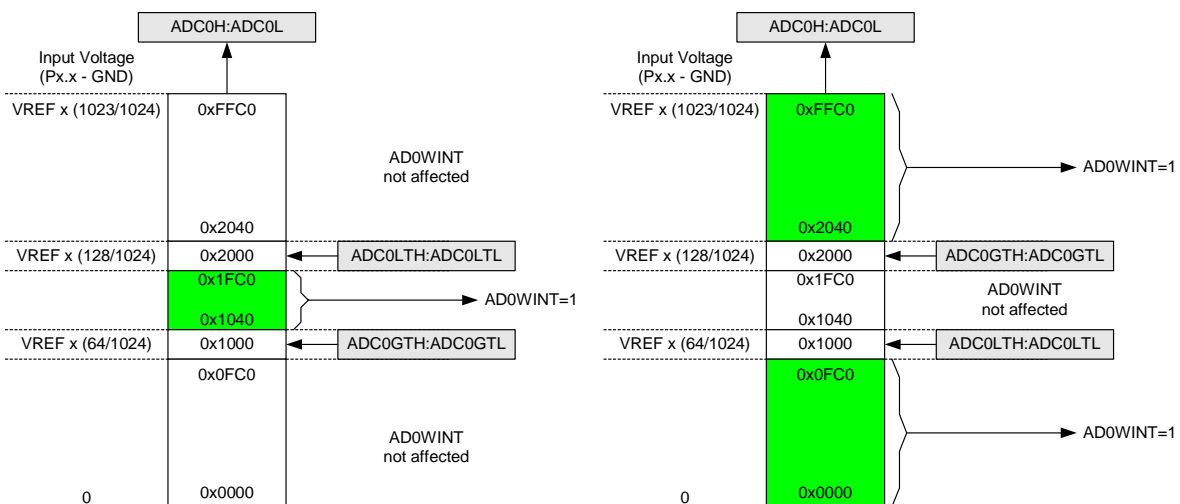 ADC0H:ADC0L
Input Voltage
(Px.x - GND)
VREF x (1023/1024)
0xFFC0
AD0WINT
not affected
0x2040
VREF x (128/1024)
0x2000
ADC0LTH:ADC0LTL
0x1FC0
AD0WINT=1
0x1040
VREF x (64/1024)
0x1000
ADC0GTH:ADC0GTL
0x0FC0
AD0WINT
not affected
0
0x0000
ADC0H:ADC0L
Input Voltage
(Px.x - GND)
VREF x (1023/1024)
0xFFC0
AD0WINT=1
0x2040
VREF x (128/1024)
0x2000
ADC0GTH:ADC0GTL
0x1FC0
AD0WINT
not affected
0x1040
VREF x (64/1024)
0x1000
ADC0LTH:ADC0LTL
0x0FC0
AD0WINT=1
0
0x0000